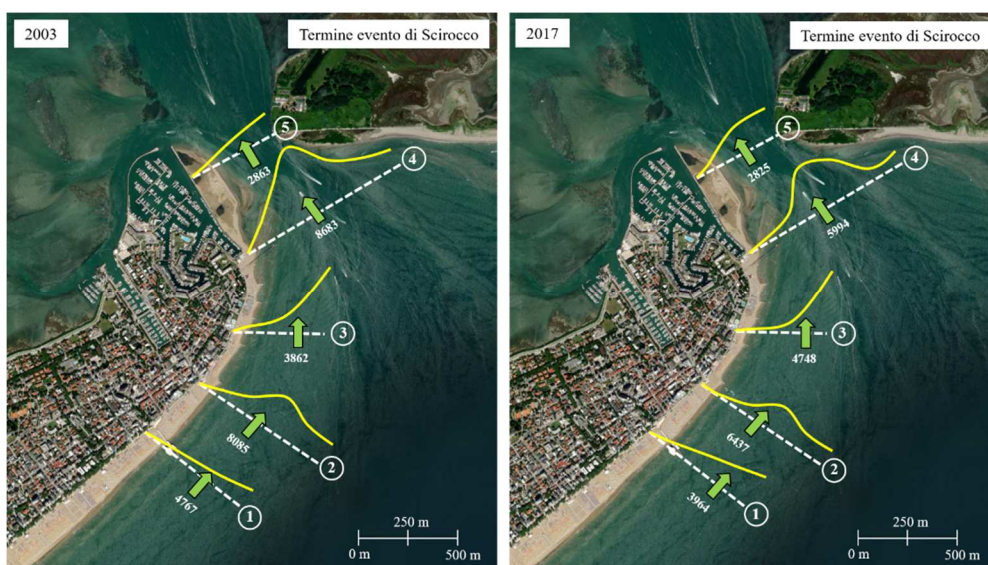 2003
Termine evento di Scirocco
5
2863
4
8683
3
3862
8085
2
4767
1
250 m
0 m
500 m
2017
Termine evento di Scirocco
5
2825
4
5994
3
4748
6437
2
3964
1
250 m
0 m
500 m